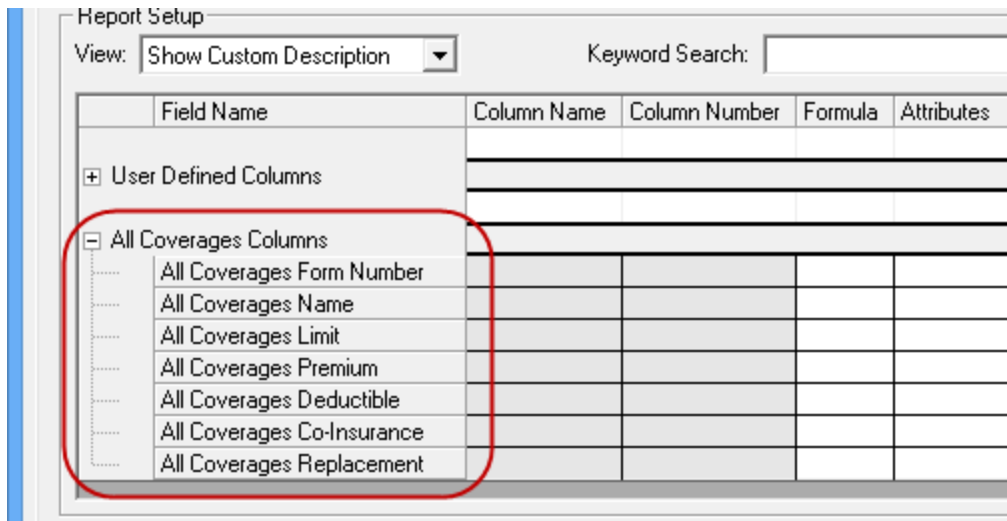 Report Setup
View: Show Custom Description Keyword Search:
Field Name Column Name Column Number Formula Attributes
User Defined Columns
All Coverages Columns
All Coverages Form Number
All Coverages Name
All Coverages Limit
All Coverages Premium
All Coverages Deductible
All Coverages Co-Insurance
All Coverages Replacement